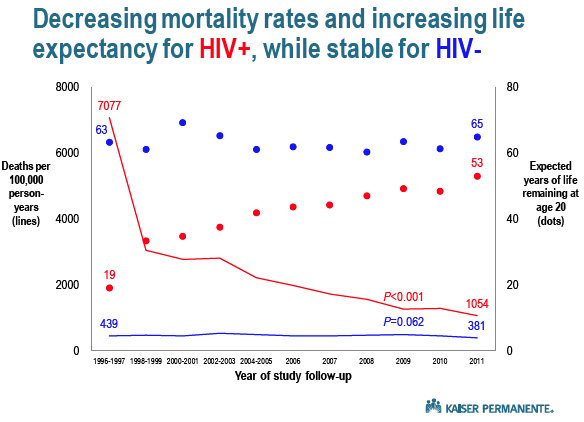 Decreasing mortality rates and increasing life
expectancy for HIV+, while stable for HIV-
8000
6000
4000
2000
0
Deaths per
100,000
person-
years
(lines)
80
60
40
20
0
Expected
years of life
remaining at
age 20
(dots)
7077
63
19
439
65
53
P<0.001
1054
P=0.062
381
1996-1997 1998-1999 2000-2001 2002-2003 2004-2005 2006 2007 2008 2009 2010 2011
Year of study follow-up
KAISER PERMANENTE.